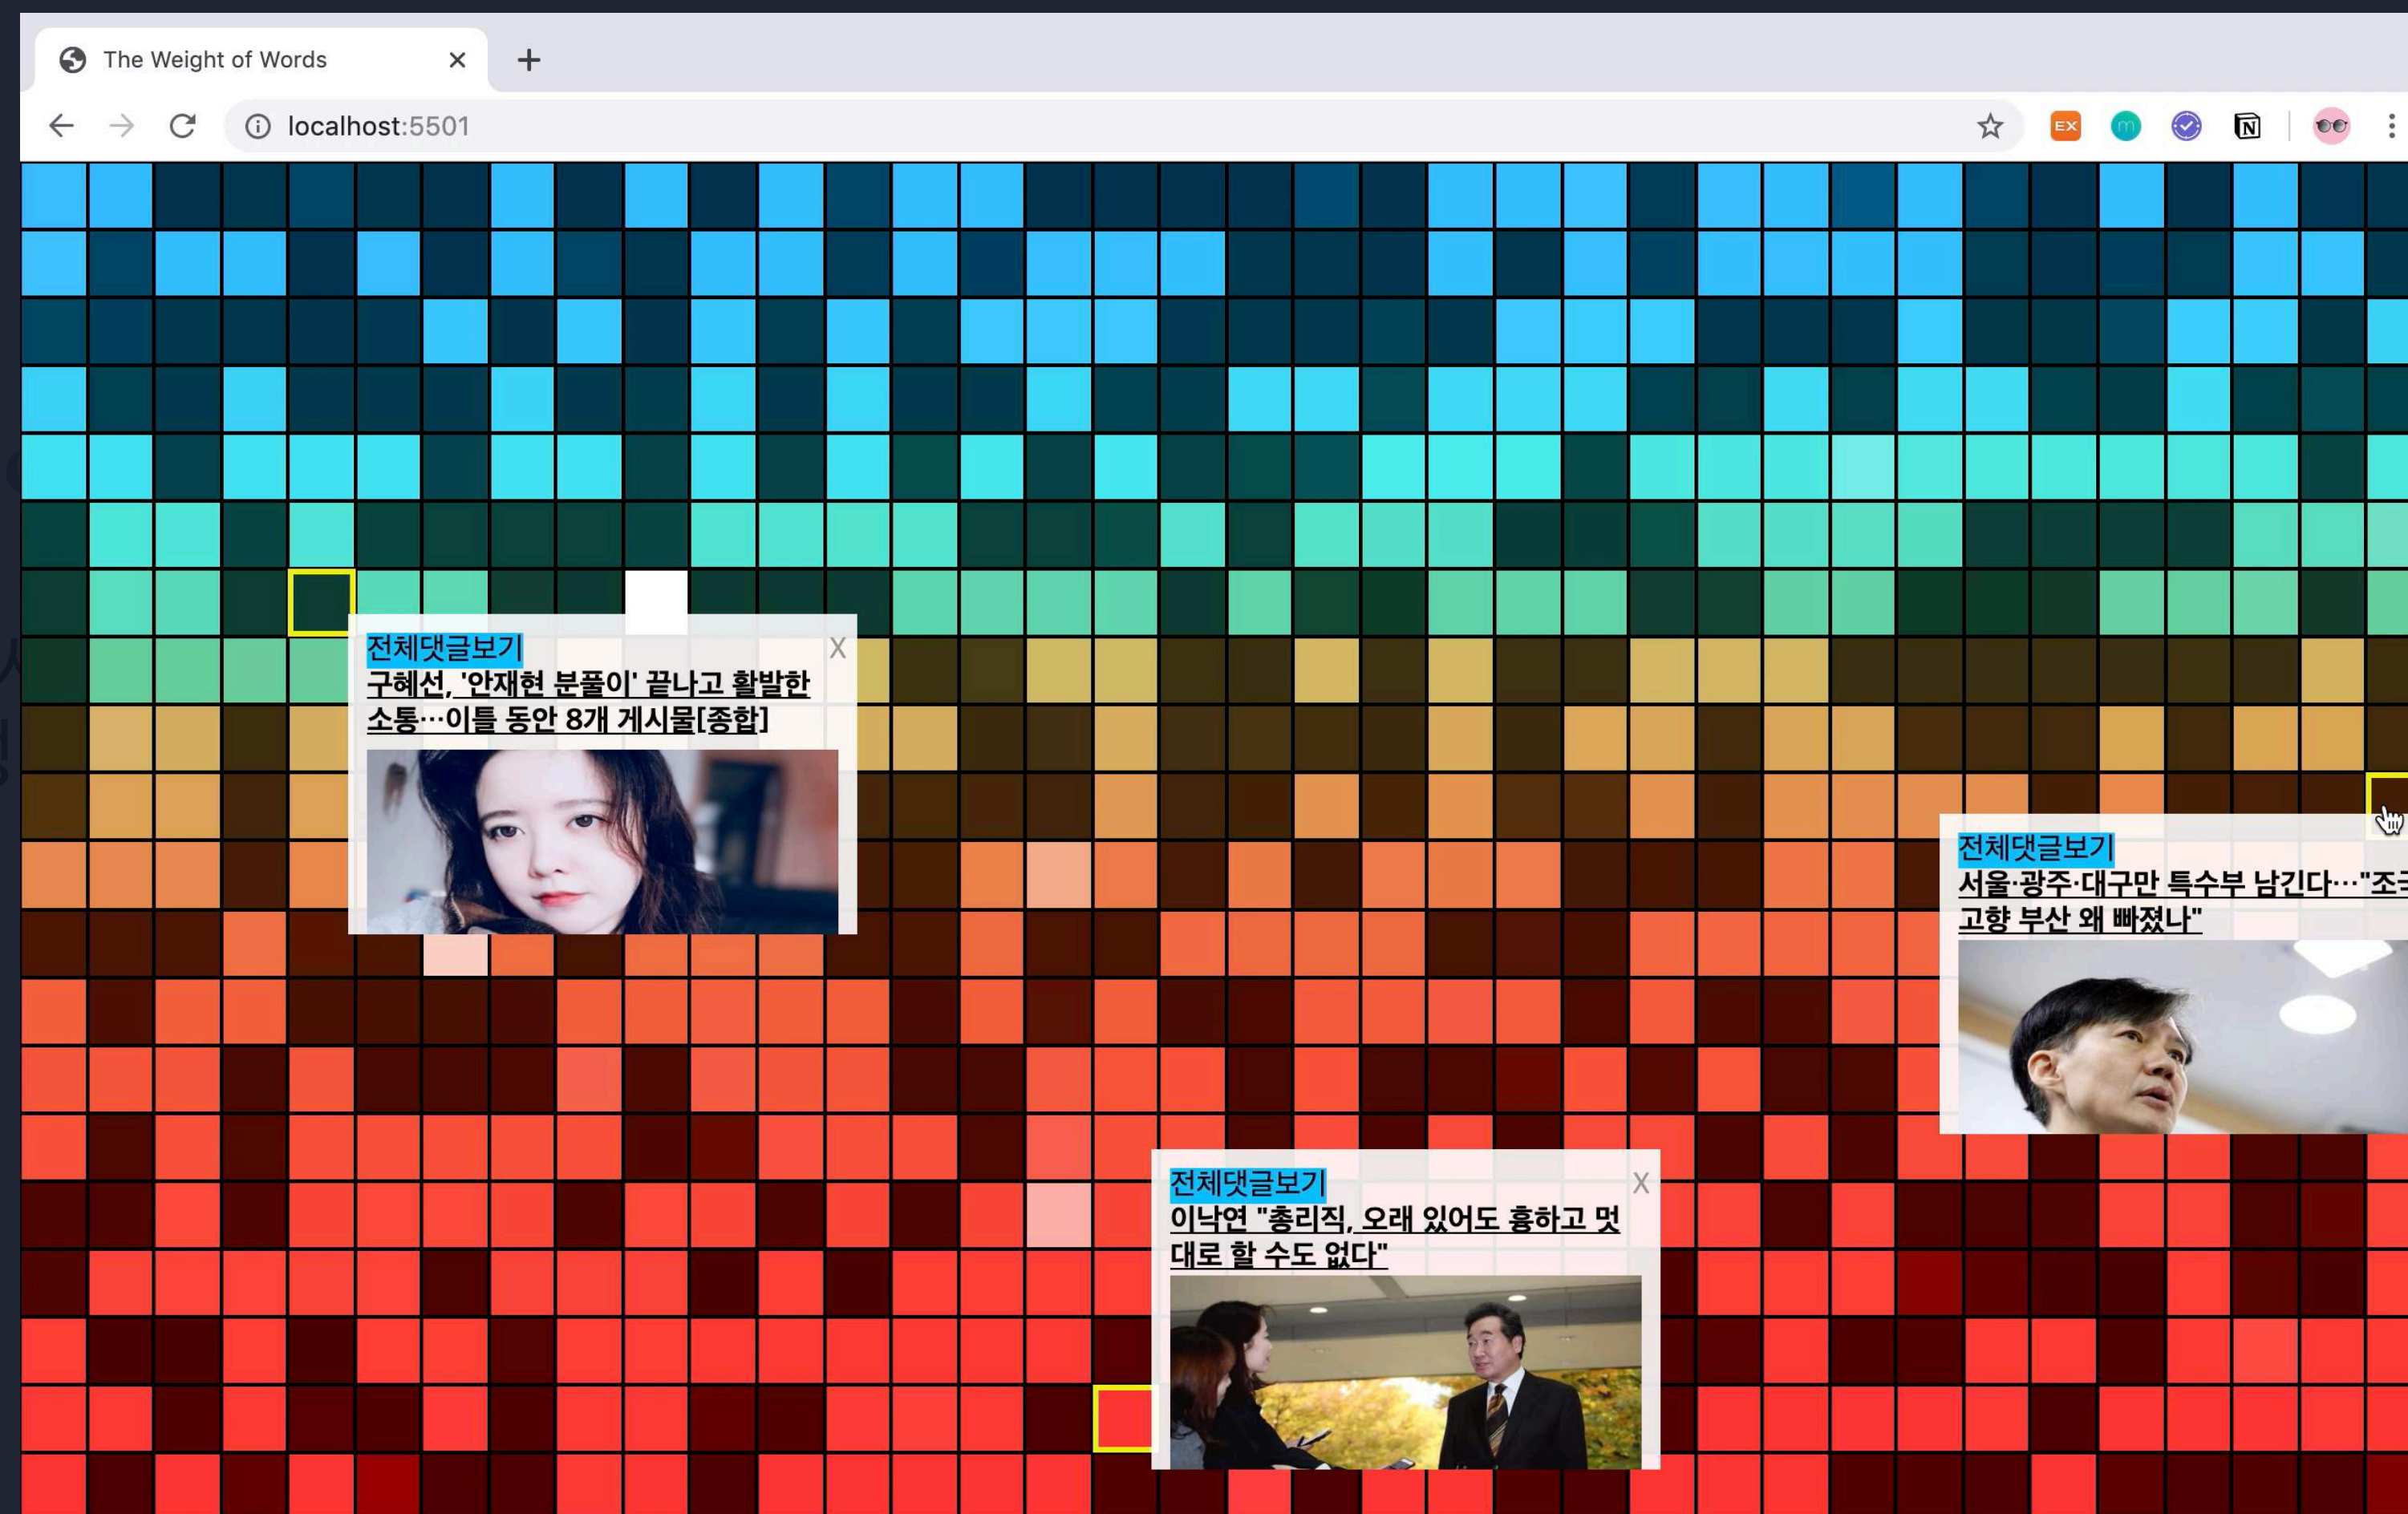 The Weight of Words
localhost:5501
EX
m
N
전체댓글보기
X
구혜선, '안재현 분풀이' 끝나고 활발한
소통…이틀 동안 8개 게시물[종합]
전체댓글보기
서울·광주·대구만 특수부 남긴다…"조국
고향 부산 왜 빠졌나"
전체댓글보기
X
이낙연 "총리직, 오래 있어도 흉하고 멋
대로 할 수도 없다"